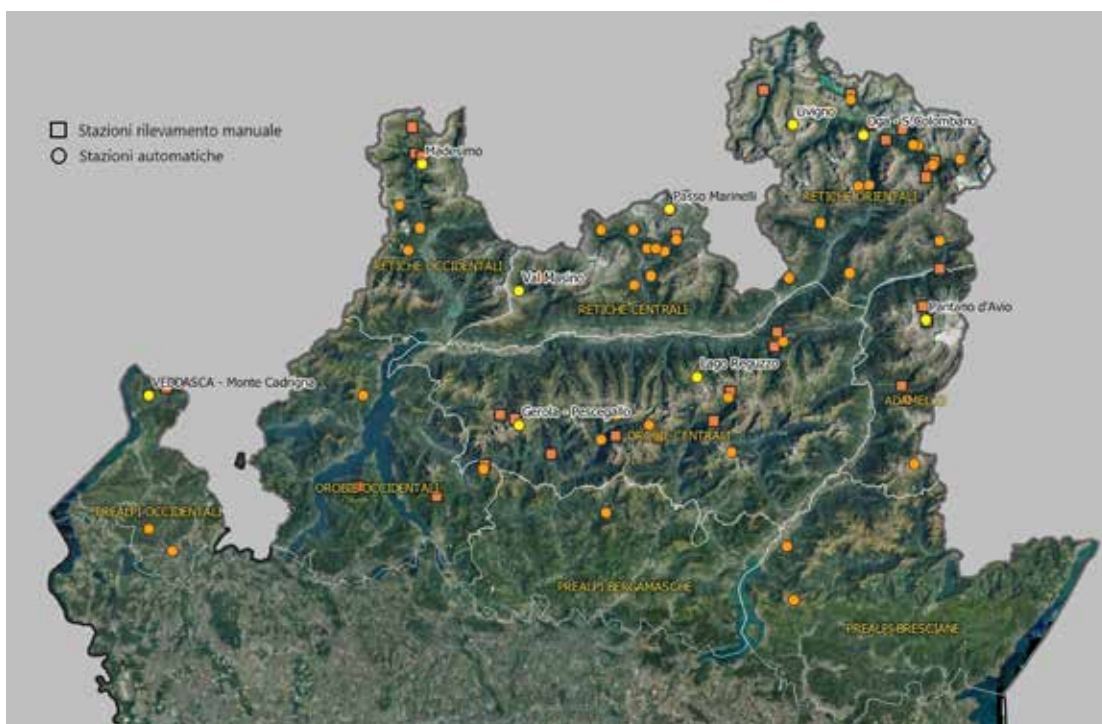 Stazioni rilevamento manuale
Stazioni automatiche
Livigno
Oga - S.Colombano
Madesimo
Passo Marinelli
RETICHE ORIENTALI
RETICHE OCCIDENTALI
Val Masino
RETICHE CENTRALI
Pantano d'Avio
Lago Reguzzo
VEDDASCA - Monte Cadrigna
ADAMELLO
Gerola - Pescegallo
OROBIE CENTRALI
OROBIE OCCIDENTALI
PREALPI OCCIDENTALI
PREALPI BERGAMASCHE
PREALPI BRESCIANE